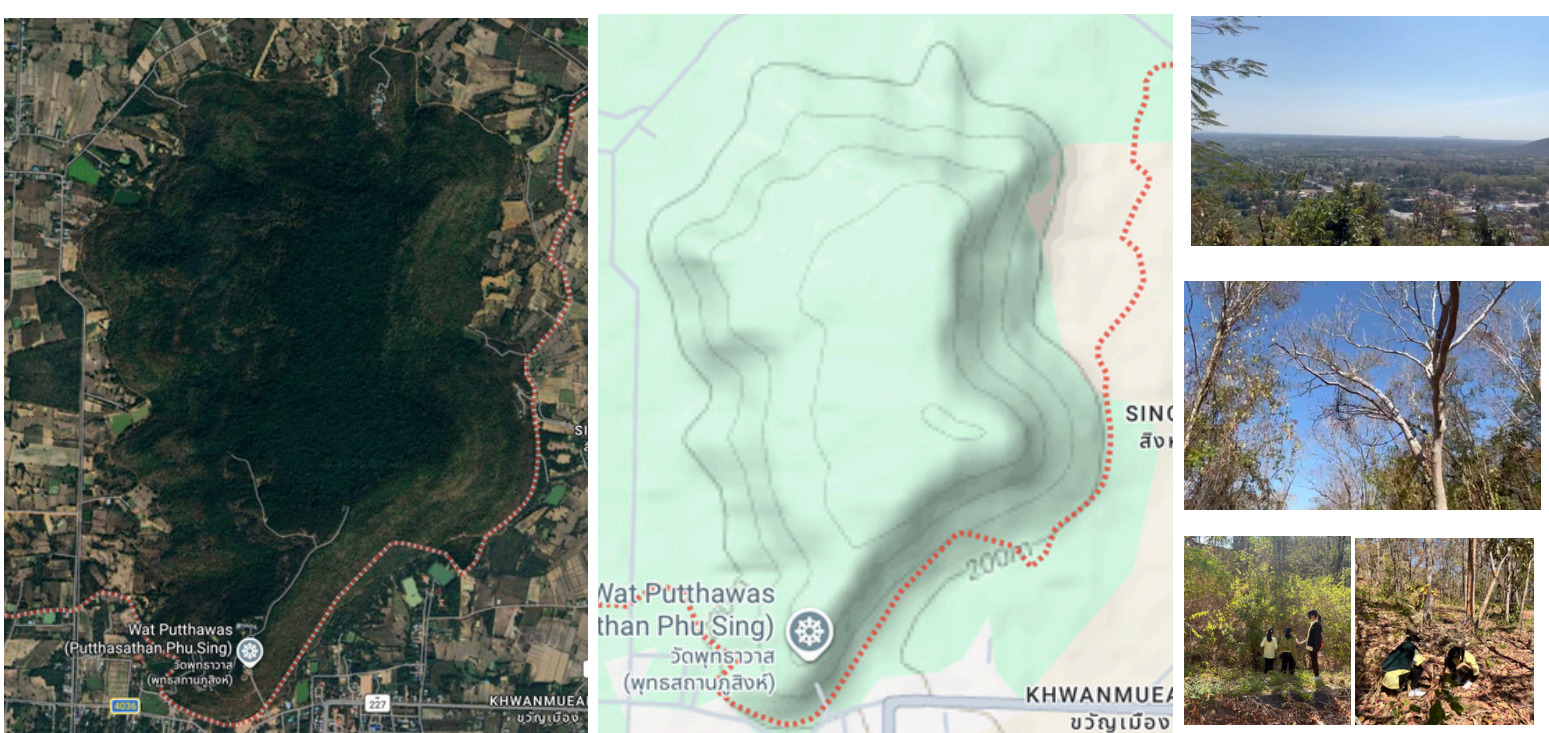 SI
Wat Putthawas
(Putthasathan Phu Sing)
วัดพุทธาวาส
(พุทธสถานภูสิงห์)
4036
227
KHWANMUEA
ขวัญเมือง
SING
สิงห
200m
Wat Putthawas
than Phu Sing)
วัดพุทธาวาส
(พุทธสถานภูสิงห์)
KHWANMUEA
ขวัญเมือง